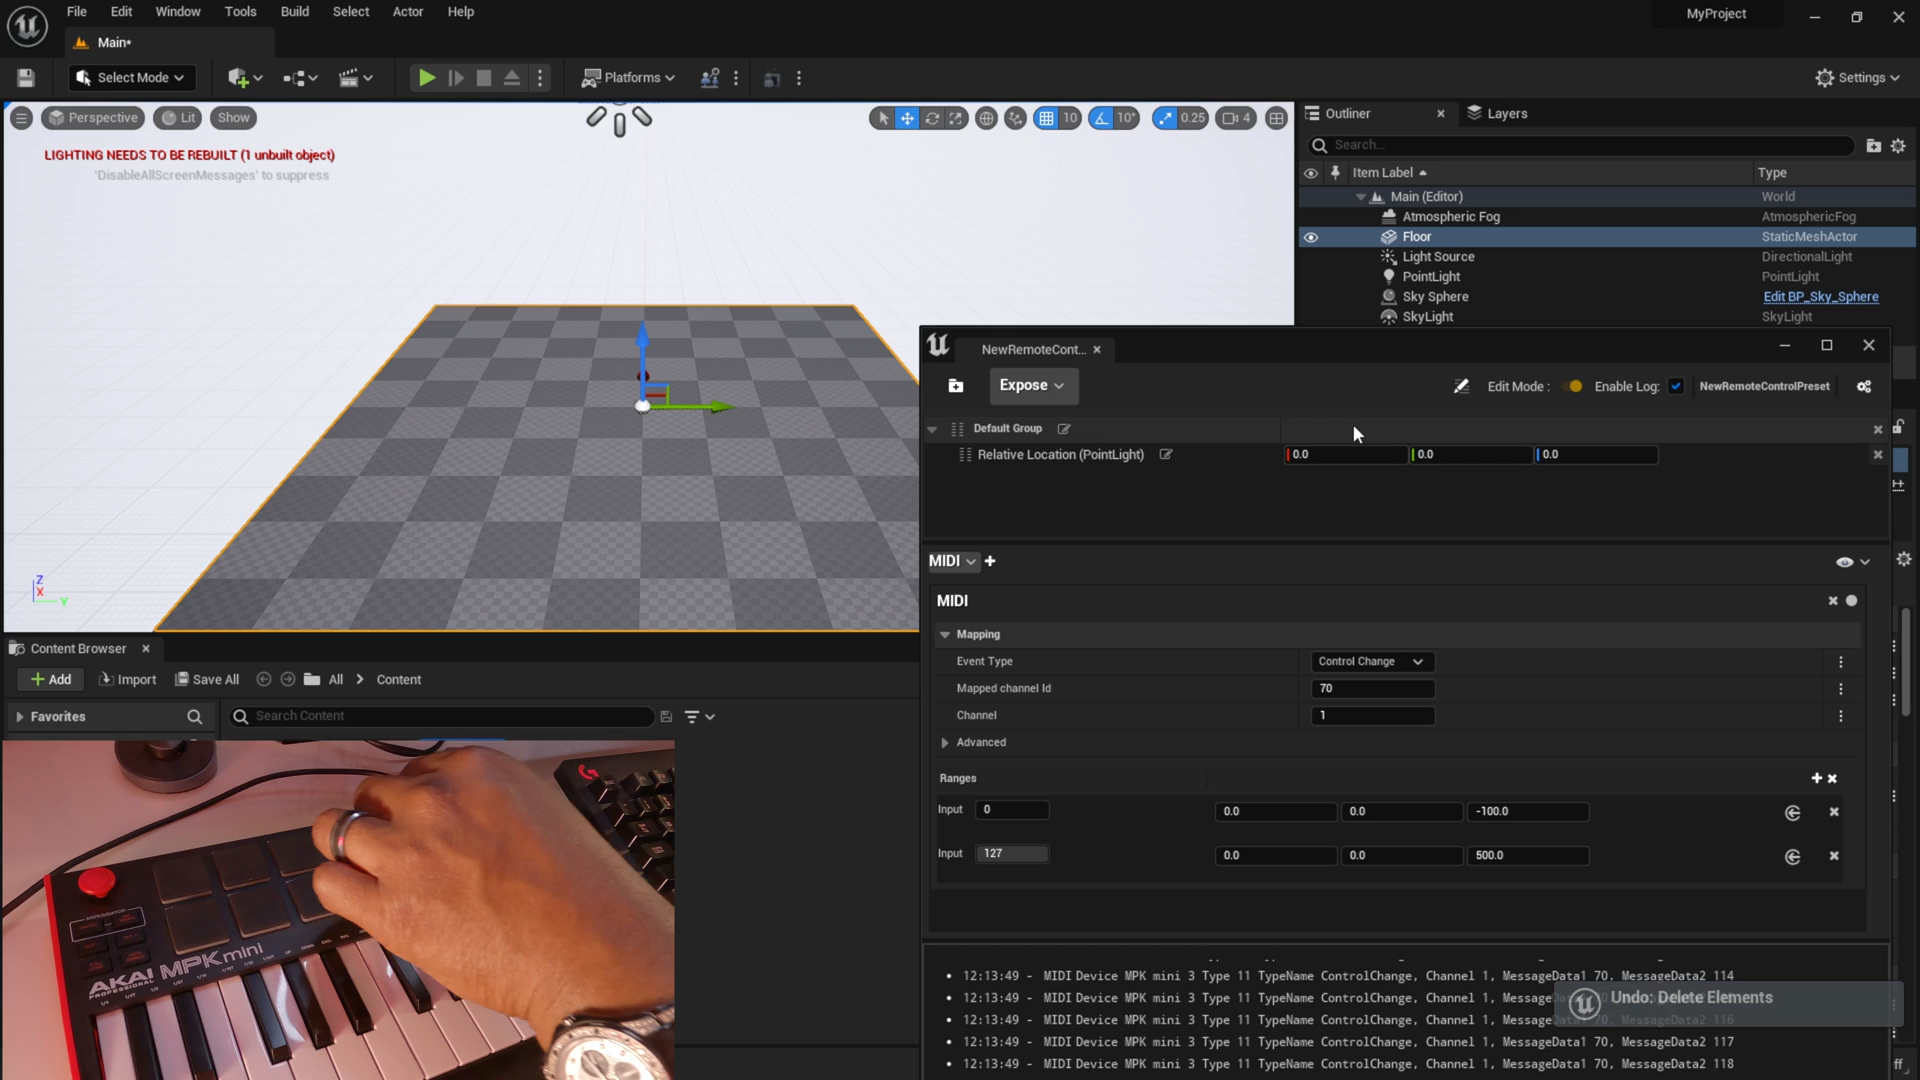 File Edit Window Tools Build Select Actor Help
MyProject
Main*
Select Mode
Platforms
Settings
Perspective
Lit
Show
10
10°
0.25
4
LIGHTING NEEDS TO BE REBUILT (1 unbuilt object)
'DisableAllScreenMessages' to suppress
Outliner
Layers
Search...
Item Label
Type
Main (Editor) World
Atmospheric Fog AtmosphericFog
Floor StaticMeshActor
Light Source DirectionalLight
PointLight PointLight
Sky Sphere Edit BP_Sky_Sphere
SkyLight SkyLight
NewRemoteCont...
Expose
Edit Mode :
Enable Log:
NewRemoteControlPreset
Default Group
Relative Location (PointLight) 0.0 0.0 0.0
MIDI
MIDI
Mapping
Event Type Control Change
Mapped channel Id 70
Channel 1
Advanced
Ranges
Input 0 0.0 0.0 -100.0
Input 127 0.0 0.0 500.0
Z
X
Y
Content Browser
Add
Import
Save All
All
Content
Favorites
Search Content
ARPEGGIATOR
AKAI
PROFESSIONAL
MPK mini
12:13:49 - MIDI Device MPK mini 3 Type 11 TypeName ControlChange, Channel 1, MessageData1 70, MessageData2 114
12:13:49 - MIDI Device MPK mini 3 Type 11 TypeName ControlChange, Channel 1, Message
12:13:49 - MIDI Device MPK mini 3 Type 11 TypeName ControlChange, Channel 1, MessageData1 70, MessageData2 116
12:13:49 - MIDI Device MPK mini 3 Type 11 TypeName ControlChange, Channel 1, MessageData1 70, MessageData2 117
12:13:49 - MIDI Device MPK mini 3 Type 11 TypeName ControlChange, Channel 1, MessageData1 70, MessageData2 118
Undo: Delete Elements
ff